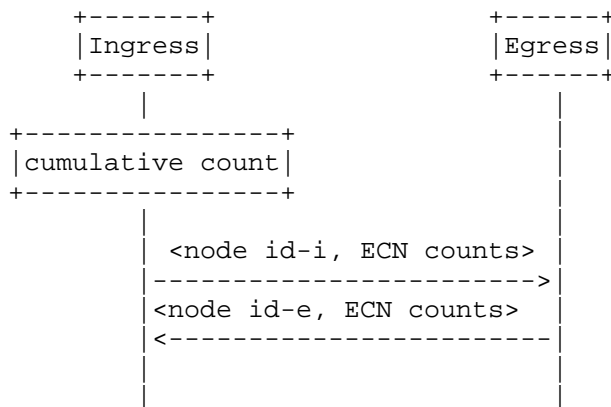 Ingress Egress
cumulative count
<node id-i, ECN counts>
<node id-e, ECN counts>